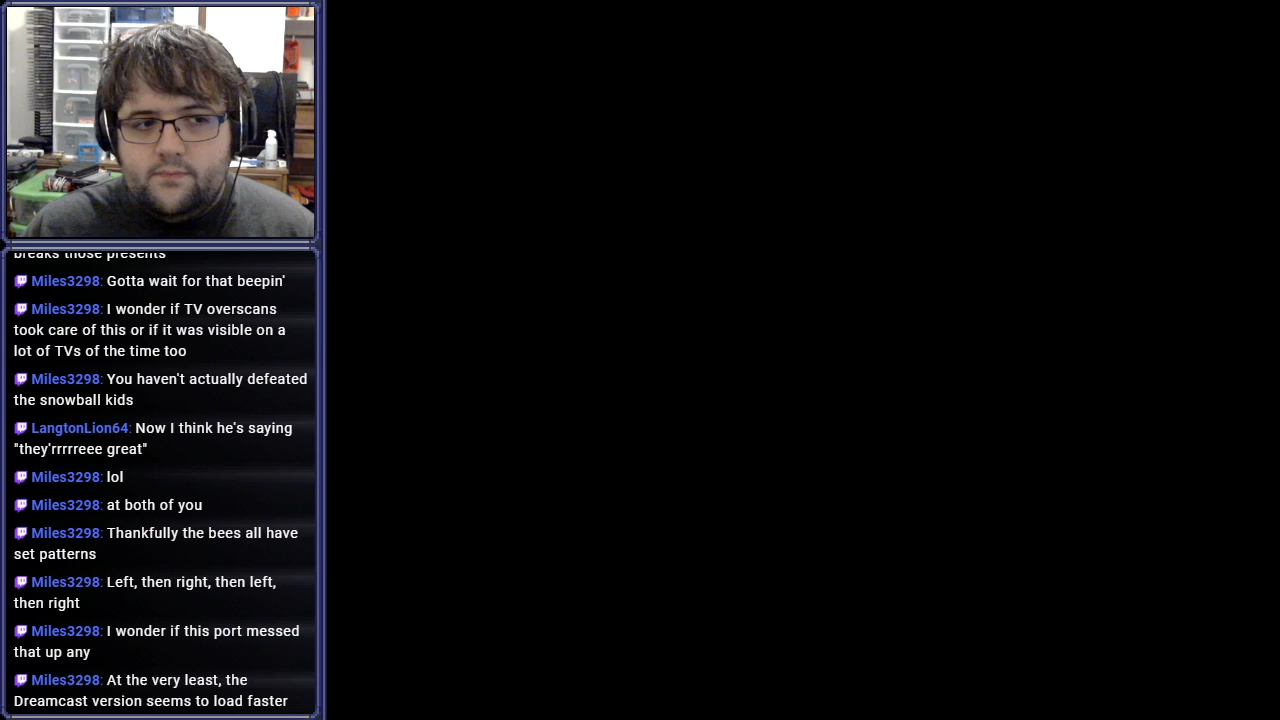 breaks those presents
Miles3298: Gotta wait for that beepin'
Miles3298: I wonder if TV overscans
took care of this or if it was visible on a
lot of TVs of the time too
Miles3298: You haven't actually defeated
the snowball kids
LangtonLion64: Now I think he's saying
"they'rrrrreee great"
Miles3298: lol
Miles3298: at both of you
Miles3298: Thankfully the bees all have
set patterns
Miles3298: Left, then right, then left,
then right
Miles3298: I wonder if this port messed
that up any
Miles3298: At the very least, the
Dreamcast version seems to load faster